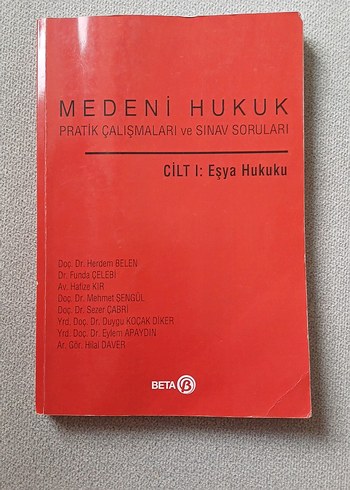 MEDENİ HUKUK
PRATİK ÇALIŞMALARI ve SINAV SORULARI
CİLT I: Eşya Hukuku
Doç. Dr. Herdem BELEN
Dr. Funda ÇELEBİ
Av. Hatize KIR
Doç. Dr. Mehmet ŞENGÜL
Doç. Dr. Sezer ÇABRİ
Yrd. Doç. Dr. Duygu KOÇAK DİKER
Yrd. Doç. Dr. Eylem APAYDIN
Ar. Gör. Hilal DAVER
BETA B